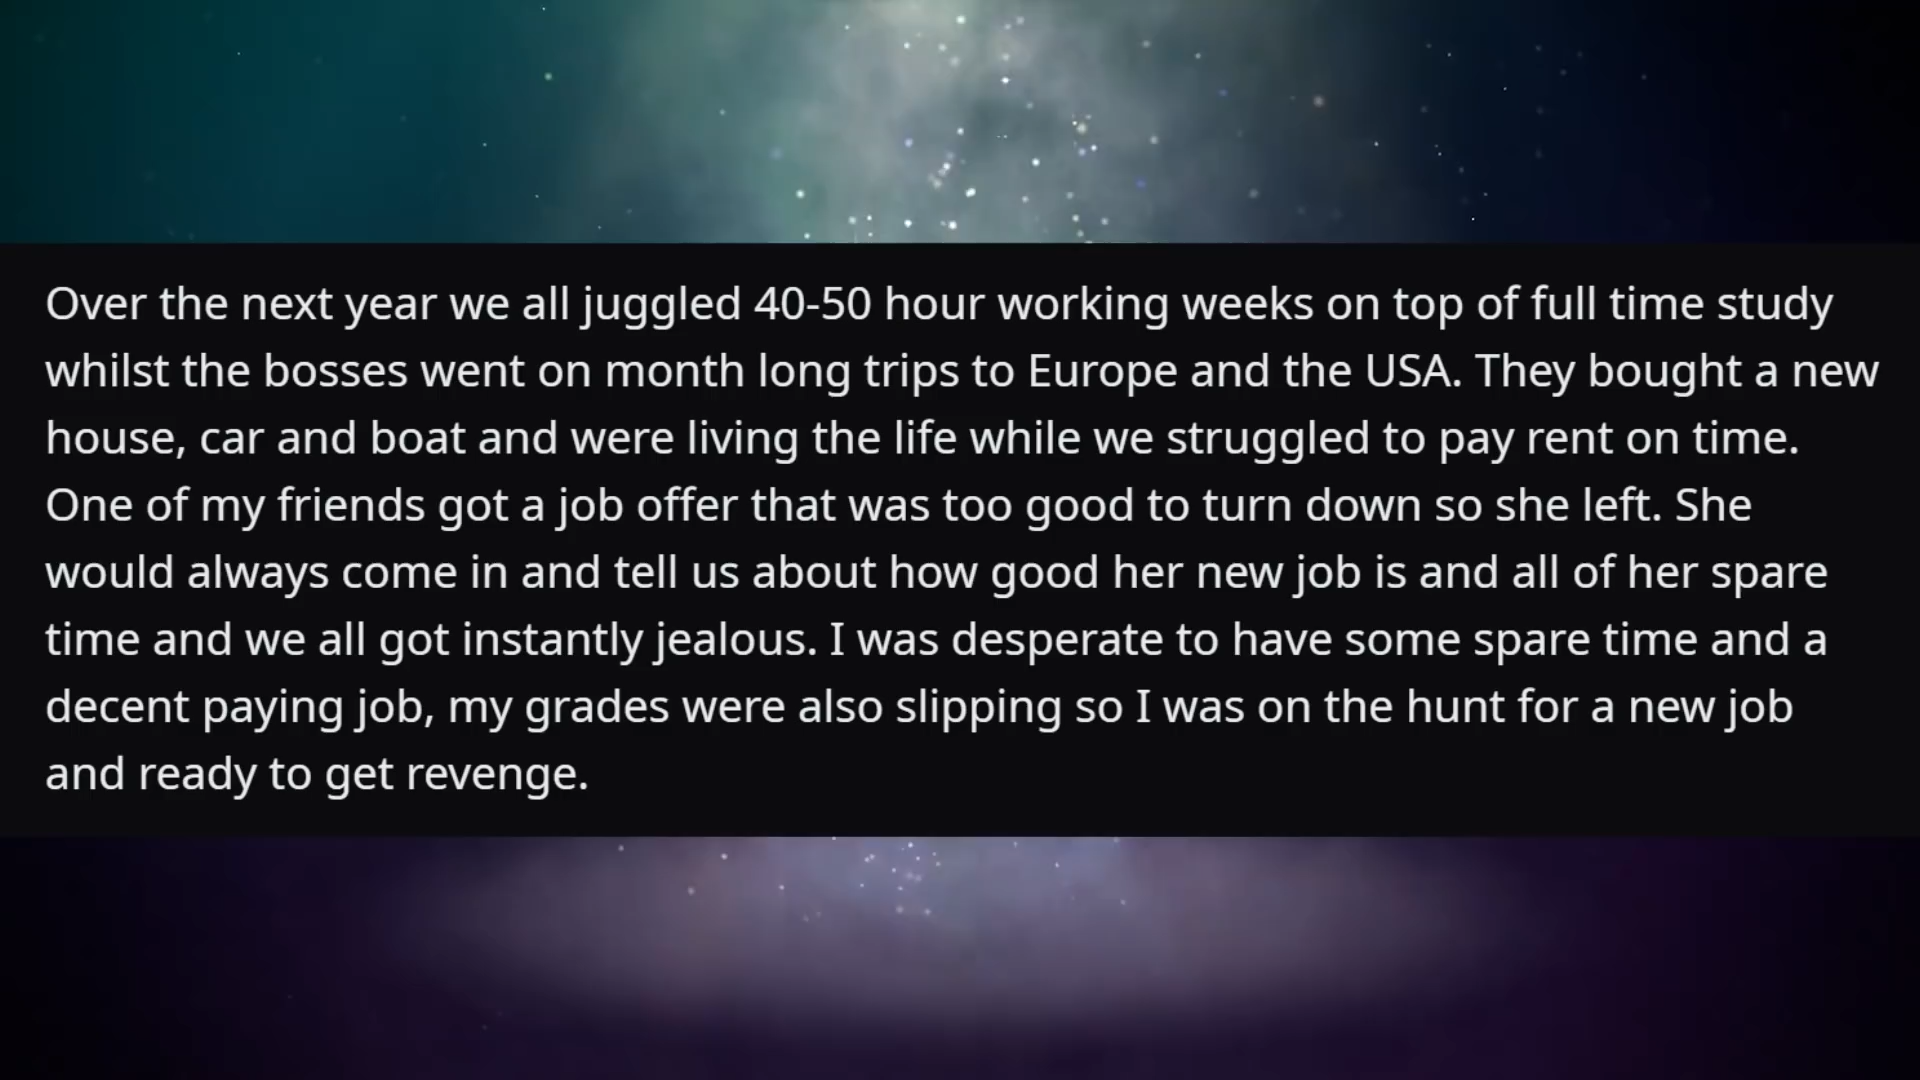 Over the next year we all juggled 40-50 hour working weeks on top of full time study
whilst the bosses went on month long trips to Europe and the USA. They bought a new
house, car and boat and were living the life while we struggled to pay rent on time.
One of my friends got a job offer that was too good to turn down so she left. She
would always come in and tell us about how good her new job is and all of her spare
time and we all got instantly jealous. I was desperate to have some spare time and a
decent paying job, my grades were also slipping so I was on the hunt for a new job
and ready to get revenge.